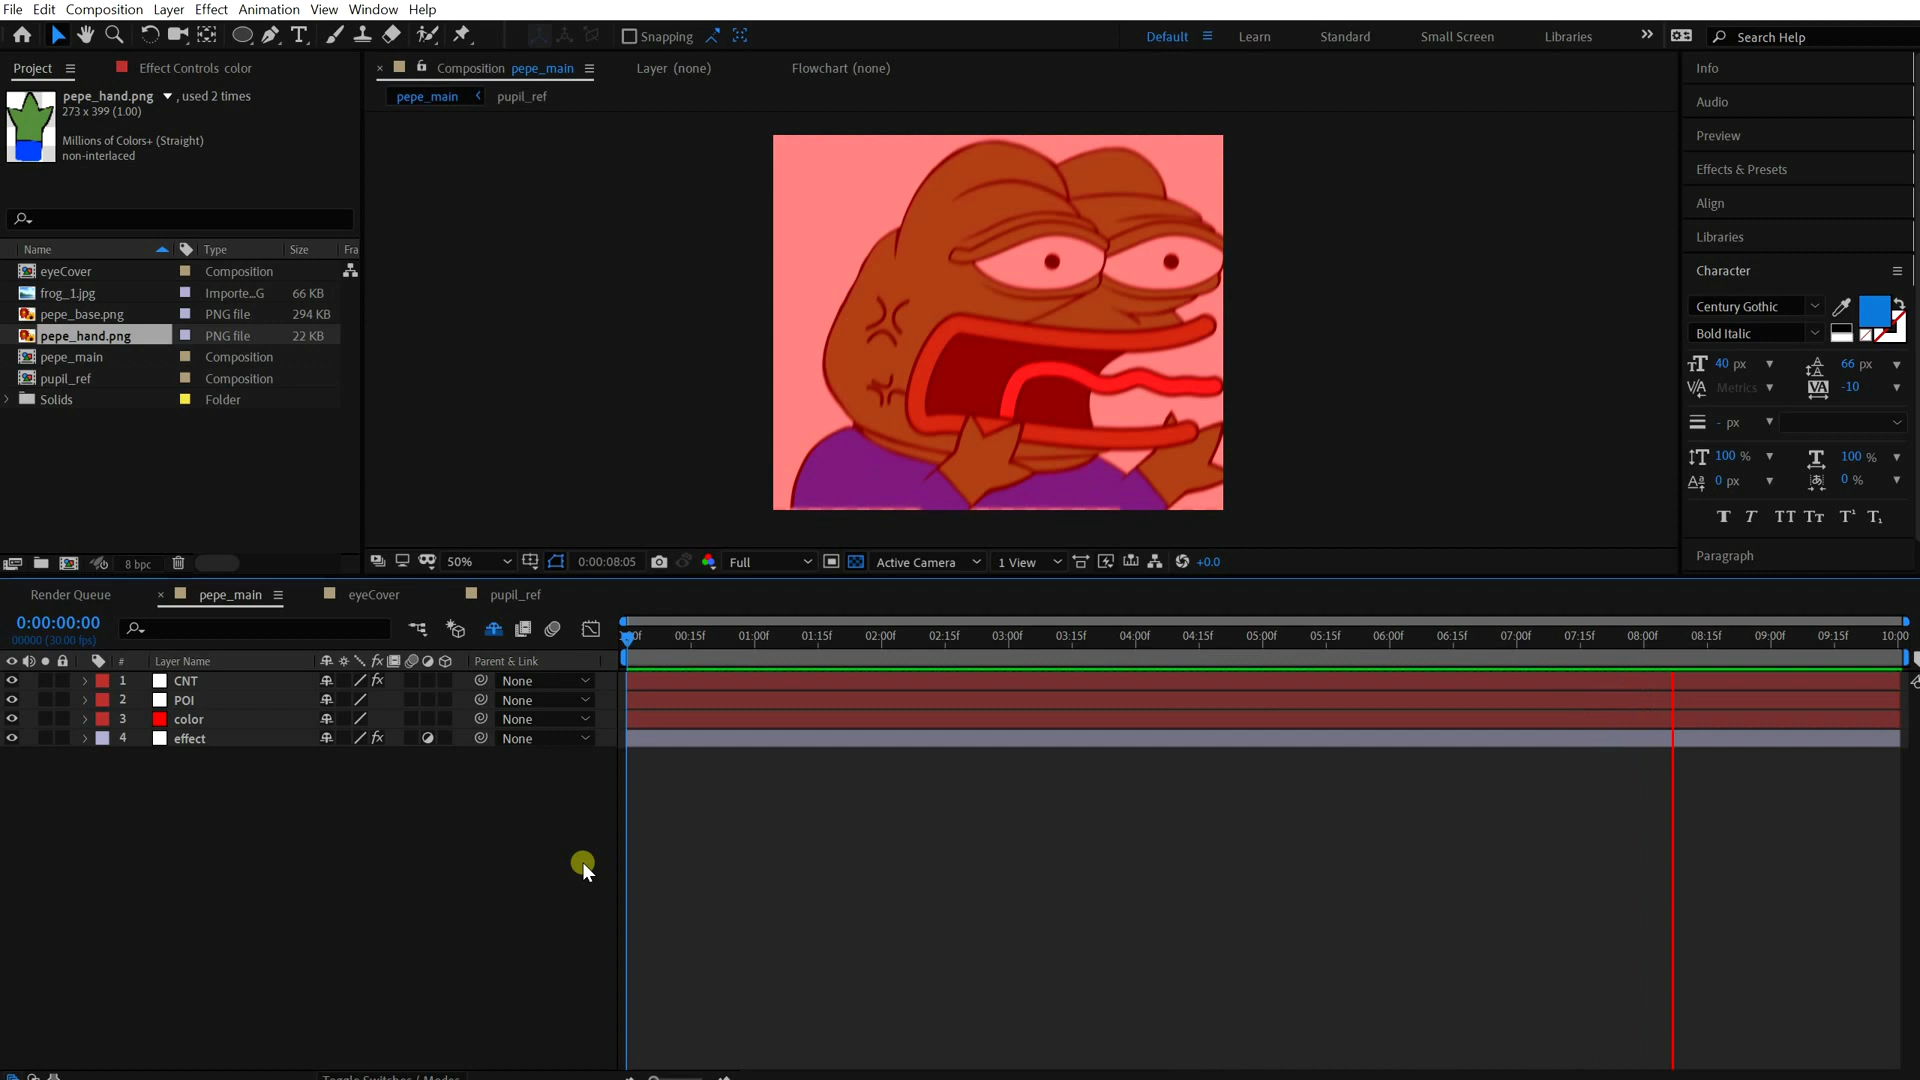 File Edit Composition Layer Effect Animation View Window Help
Snapping
Default Learn Standard Small Screen Libraries Search Help
Project Effect Controls color
Composition pepe_main Layer (none) Flowchart (none)
pepe_main pupil_ref
pepe_hand.png , used 2 times
273 x 399 (1.00)
Millions of Colors+ (Straight)
non-interlaced
Name Type Size Fra
eyeCover Composition
frog_1.jpg Importe...G 66 KB
pepe_base.png PNG file 294 KB
pepe_hand.png PNG file 22 KB
pepe_main Composition
pupil_ref Composition
Solids Folder
8 bpc
50% 0:00:08:05 Full Active Camera 1 View +0.0
Info
Audio
Preview
Effects & Presets
Align
Libraries
Character
Century Gothic
Bold Italic
40 px 66 px
Metrics -10
- px
100 % 100 %
0 px 0 %
Paragraph
Render Queue pepe_main eyeCover pupil_ref
0:00:00:00
00000 (30.00 fps)
00:15f 01:00f 01:15f 02:00f 02:15f 03:00f 03:15f 04:00f 04:15f 05:00f 05:15f 06:00f 06:15f 07:00f 07:15f 08:00f 08:15f 09:00f 09:15f 10:00
# Layer Name Parent & Link
1 CNT None
2 POI None
3 color None
4 effect None
Toggle Switches / Modes